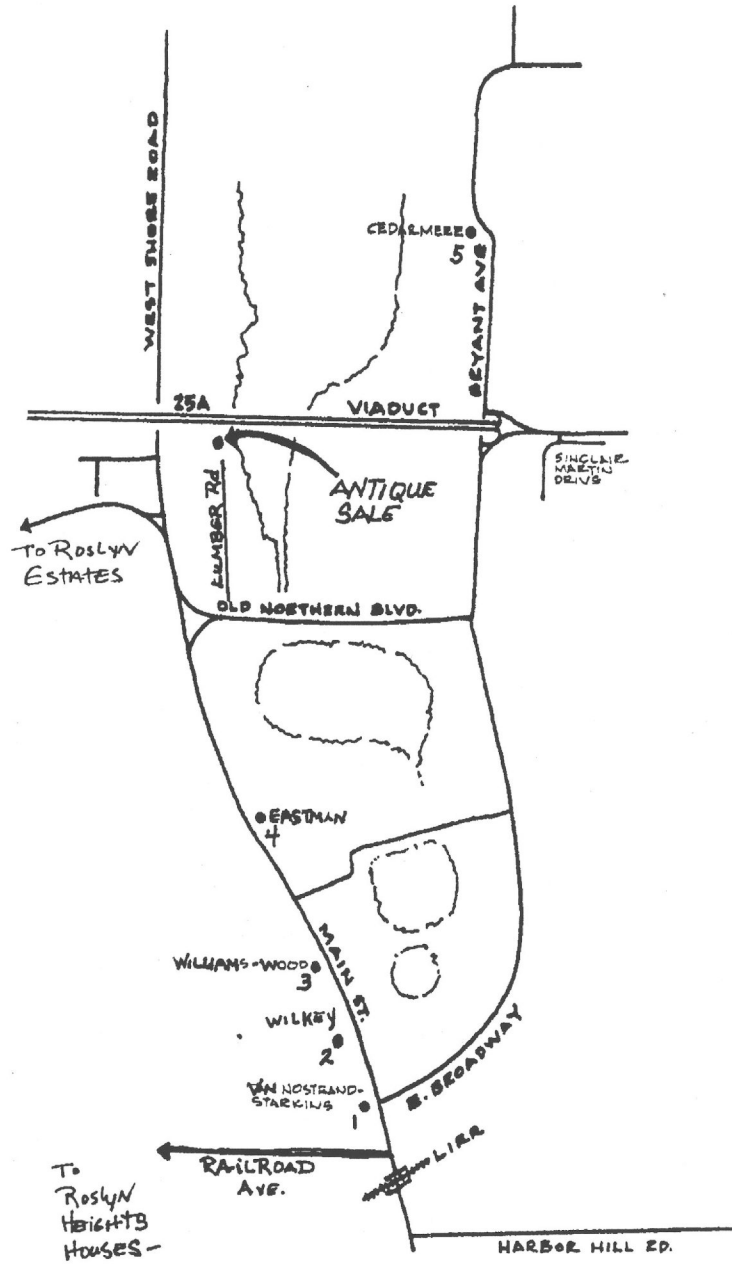 WEST SHORE ROAD
CEDARMERE
5
BRYANT AVE
25A
VIADUCT
SINCLAIR
MARTIN
DRIVE
ANTIQUE
SALE
LUMBER Rd
TO ROSLYN
ESTATES
OLD NORTHERN BLVD.
EASTMAN
4
MAIN ST.
WILLIAMS-WOOD
3
WILKEY
2
E. BROADWAY
VAN NOSTRAND-
STARKINS
1
LIRR
RAILROAD
AVE.
To
ROSLYN
HEIGHTS
HOUSES-
HARBOR HILL RD.